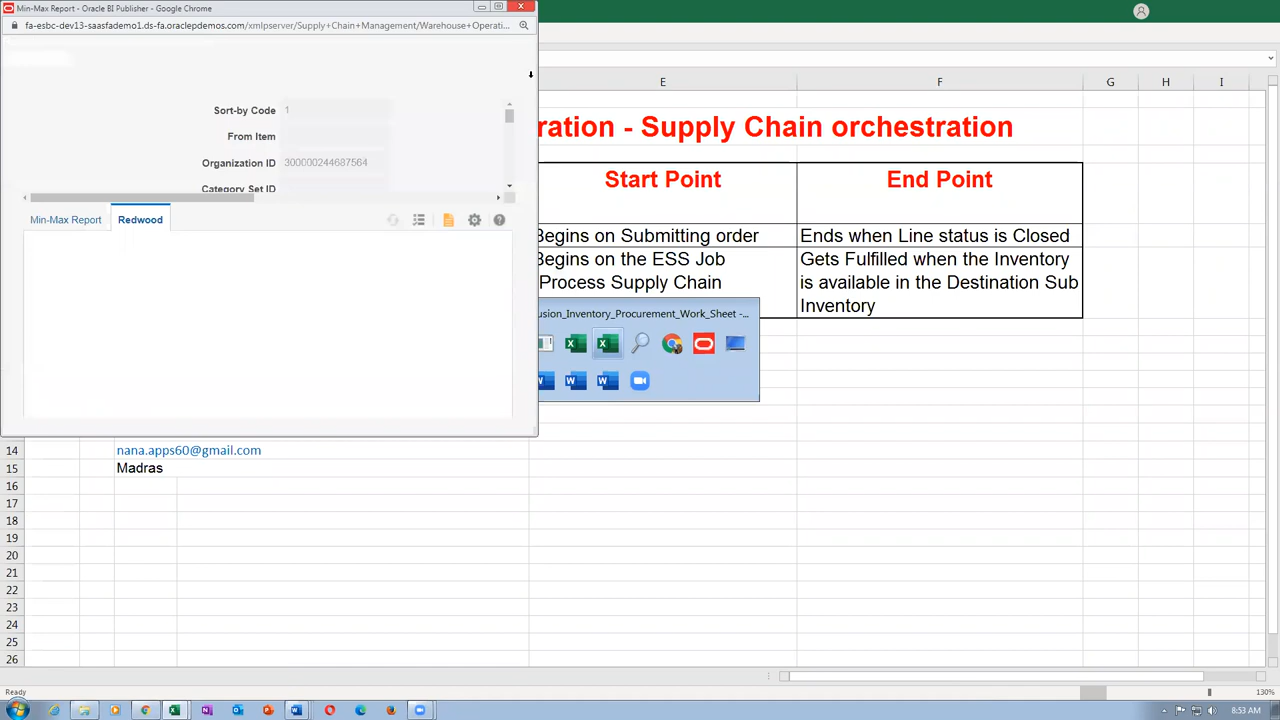 Min-Max Report - Oracle BI Publisher - Google Chrome
fa-esbc-dev13-saasfademo1.ds-fa.oraclepdemos.com/xmlpserver/Supply+Chain+Management/Warehouse+Operati...
Sort-by Code 1
From Item
Organization ID 300000244687564
Category Set ID
Min-Max Report Redwood
E F G H I
ration - Supply Chain orchestration
Start Point End Point
Begins on Submitting order Ends when Line status is Closed
Begins on the ESS Job Gets Fulfilled when the Inventory
Process Supply Chain is available in the Destination Sub
Inventory
usion_Inventory_Procurement_Work_Sheet -...
14 nana.apps60@gmail.com
15 Madras
16
17
18
19
20
21
22
23
24
25
26
Ready 130%
8:53 AM